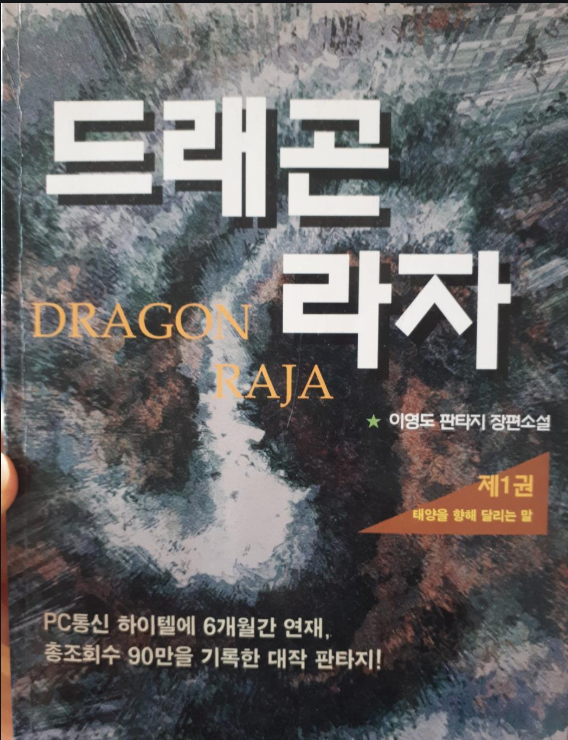 드래곤
라자
DRAGON
RAJA
★ 이영도 판타지 장편소설
제1권
태양을 향해 달리는 말
PC통신 하이텔에 6개월간 연재,
총조회수 90만을 기록한 대작 판타지!